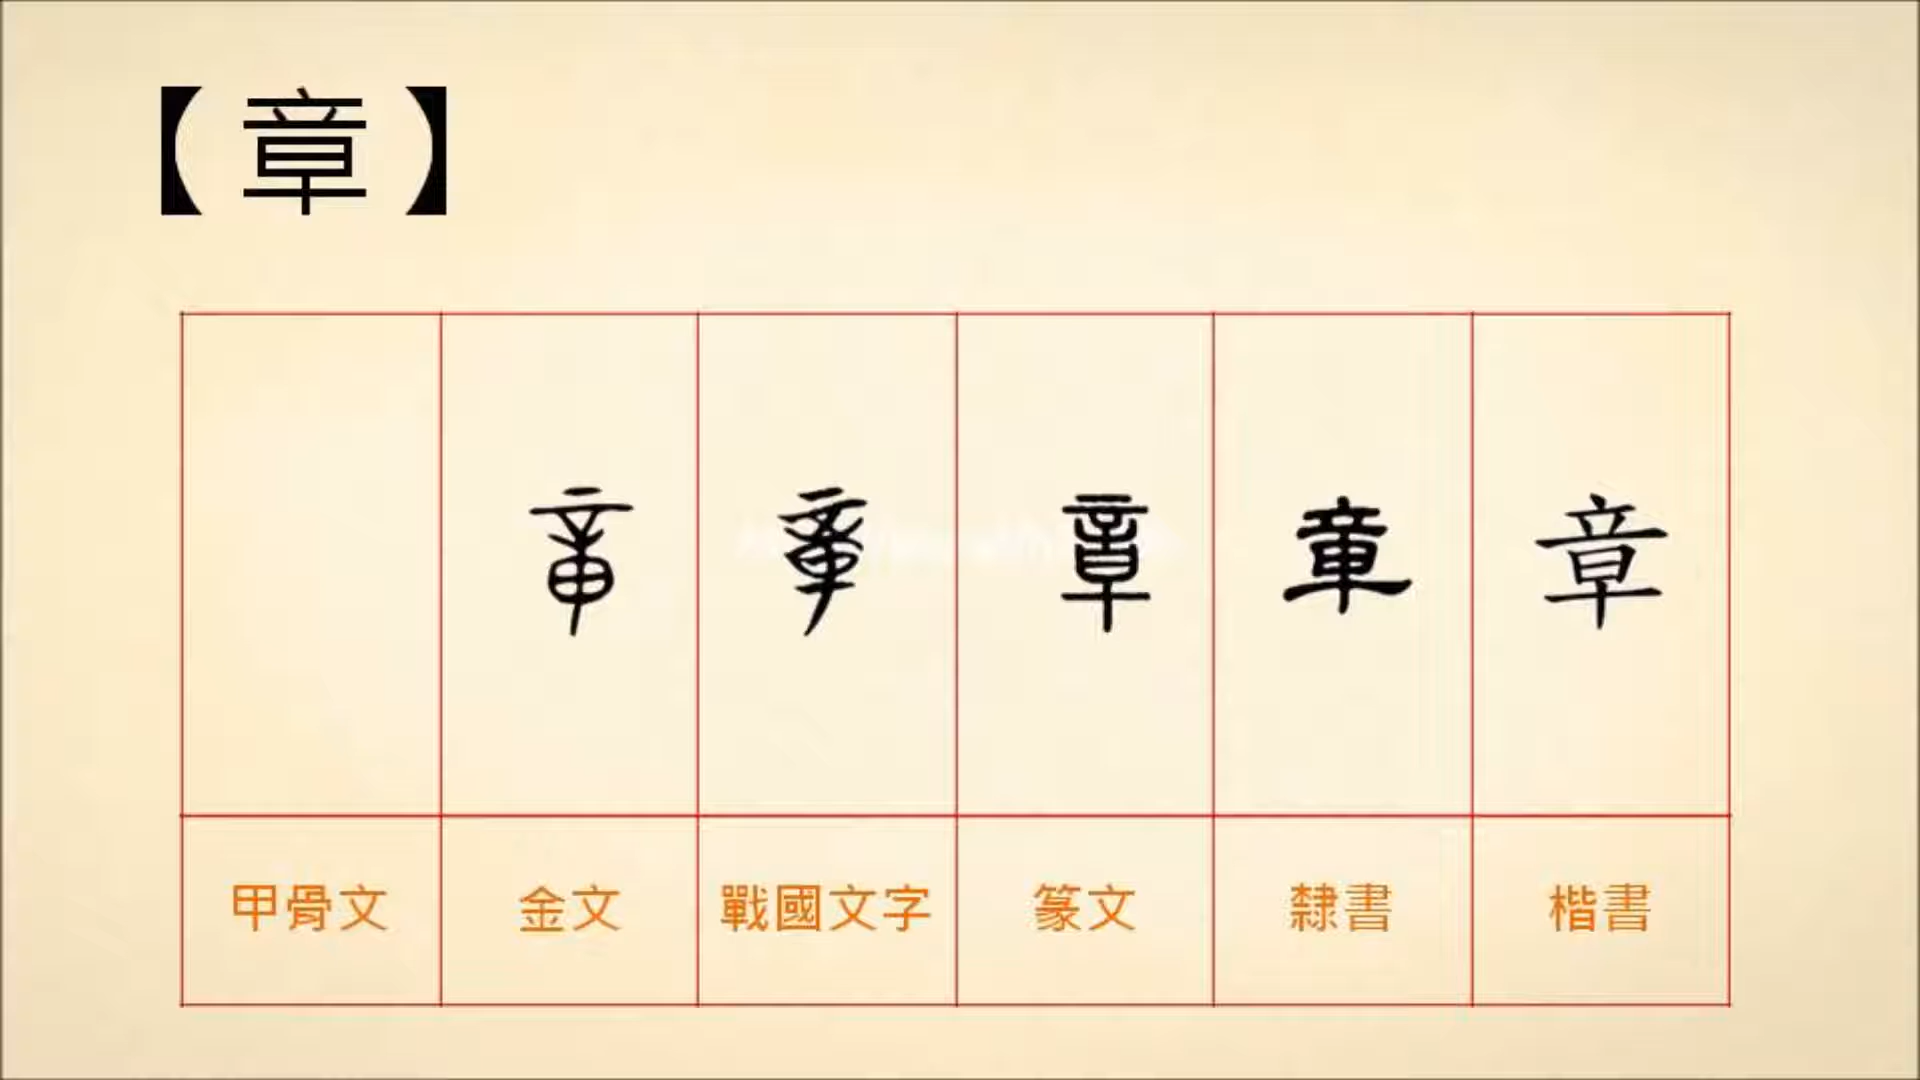 【章】
章 章 章 章 章
甲骨文 金文 戰國文字 篆文 隸書 楷書